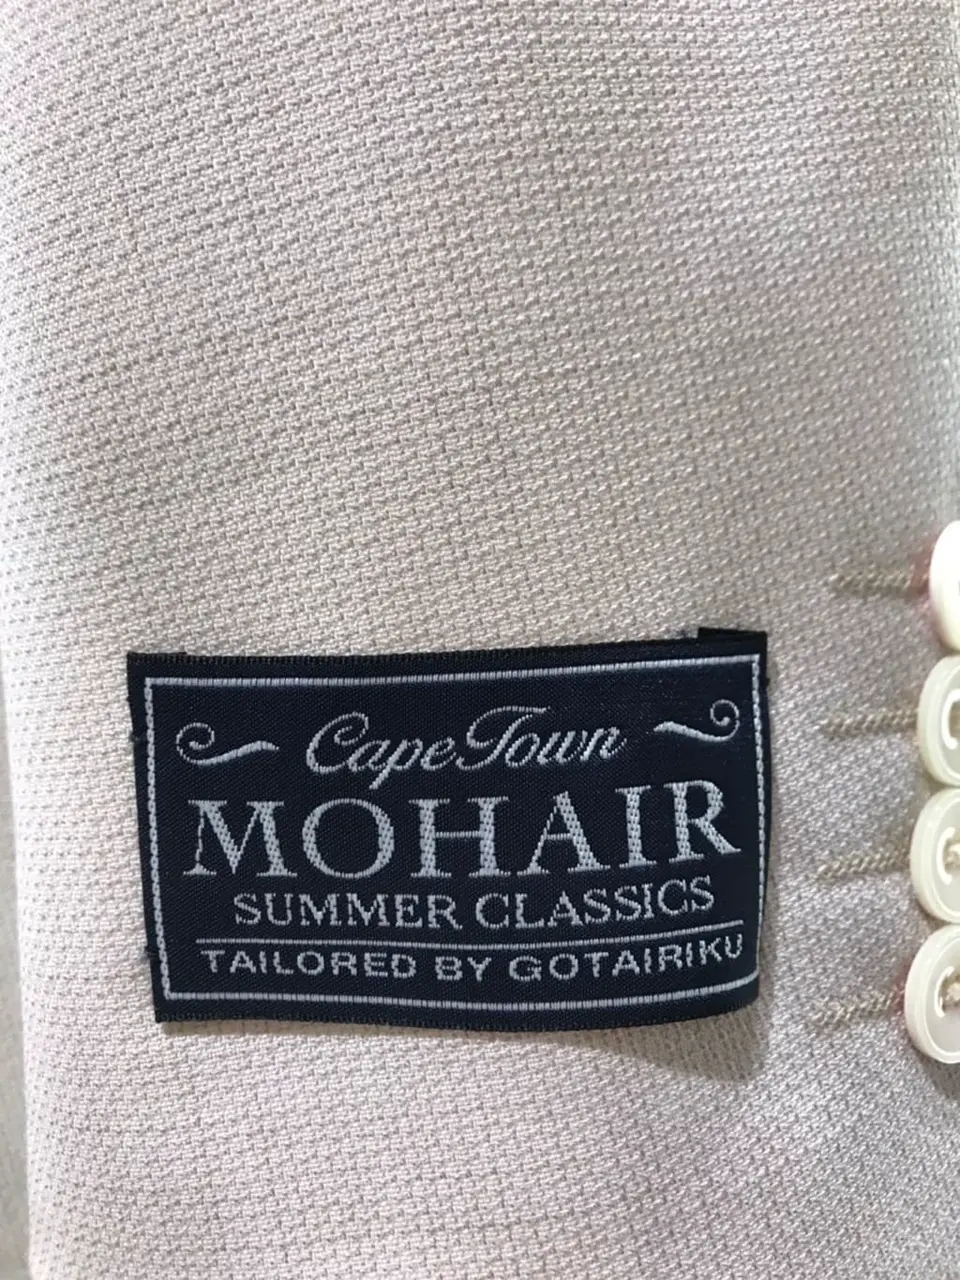 Cape Town
MOHAIR
SUMMER CLASSICS
TAILORED BY GOTAIRIKU